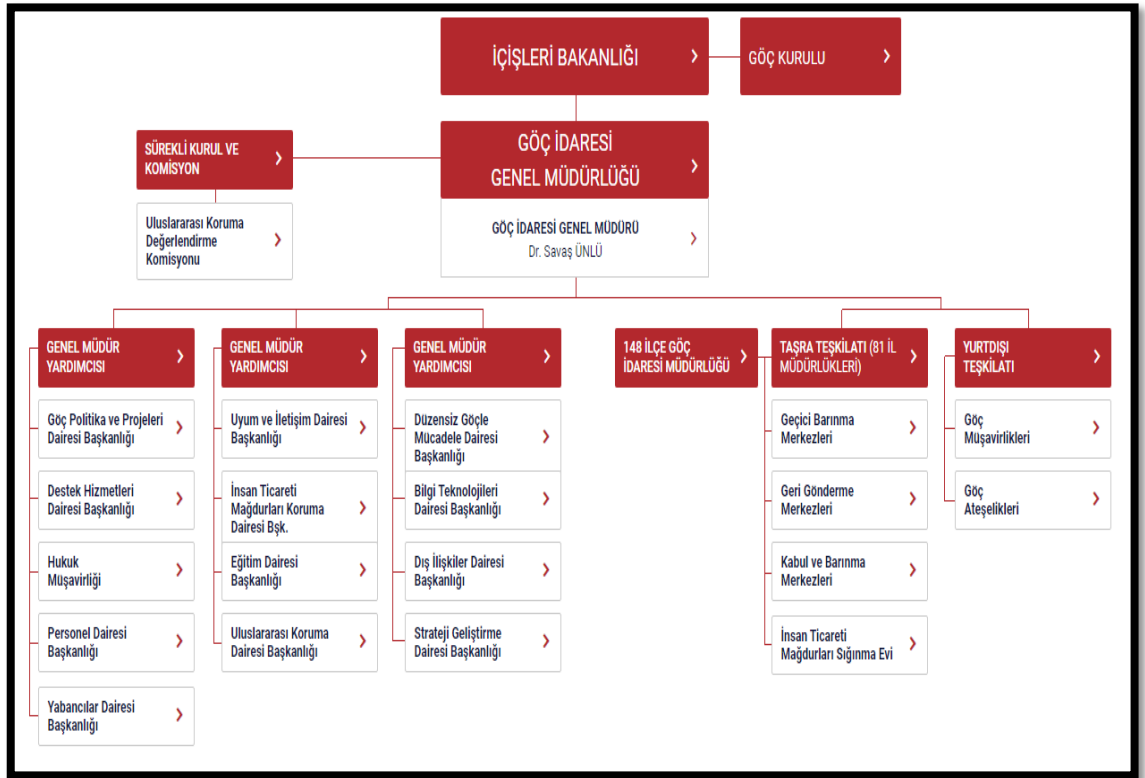 İÇİŞLERİ BAKANLIĞI
GÖÇ KURULU
SÜREKLİ KURUL VE
KOMİSYON
Uluslararası Koruma
Değerlendirme
Komisyonu
GÖÇ İDARESİ
GENEL MÜDÜRLÜĞÜ
GÖÇ İDARESİ GENEL MÜDÜRÜ
Dr. Savaş ÜNLÜ
GENEL MÜDÜR
YARDIMCISI
Göç Politika ve Projeleri
Dairesi Başkanlığı
Destek Hizmetleri
Dairesi Başkanlığı
Hukuk
Müşavirliği
Personel Dairesi
Başkanlığı
Yabancılar Dairesi
Başkanlığı
GENEL MÜDÜR
YARDIMCISI
Uyum ve İletişim Dairesi
Başkanlığı
İnsan Ticareti
Mağdurları Koruma
Dairesi Bşk.
Eğitim Dairesi
Başkanlığı
Uluslararası Koruma
Dairesi Başkanlığı
GENEL MÜDÜR
YARDIMCISI
Düzensiz Göçle
Mücadele Dairesi
Başkanlığı
Bilgi Teknolojileri
Dairesi Başkanlığı
Dış İlişkiler Dairesi
Başkanlığı
Strateji Geliştirme
Dairesi Başkanlığı
148 İLÇE GÖÇ
İDARESİ MÜDÜRLÜĞÜ
TAŞRA TEŞKİLATI (81 İL
MÜDÜRLÜKLERİ)
Geçici Barınma
Merkezleri
Geri Gönderme
Merkezleri
Kabul ve Barınma
Merkezleri
İnsan Ticareti
Mağdurları Sığınma Evi
YURTDIŞI
TEŞKİLATI
Göç
Müşavirlikleri
Göç
Ateşelikleri